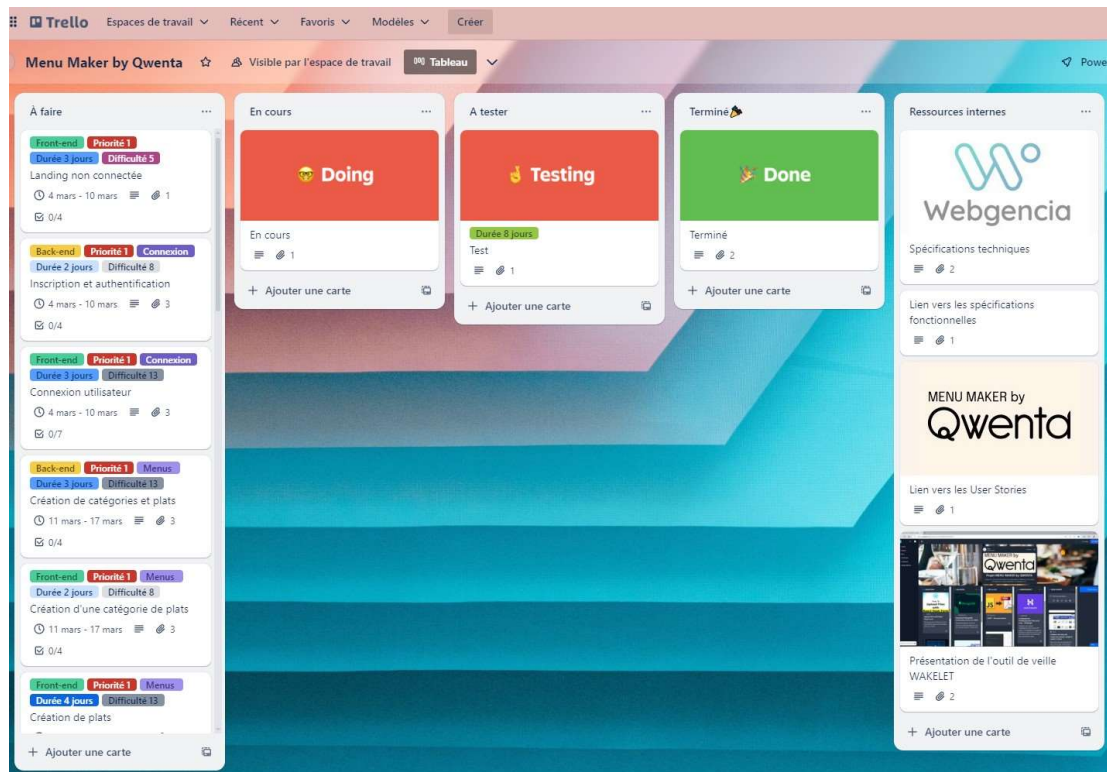 Trello Espaces de travail Récent Favoris Modèles Créer
Menu Maker by Qwenta Visible par l'espace de travail Tableau Powe
À faire
Front-end Priorité 1
Durée 3 jours Difficulté 5
Landing non connectée
4 mars - 10 mars 1
0/4
Back-end Priorité 1 Connexion
Durée 2 jours Difficulté 8
Inscription et authentification
4 mars - 10 mars 3
0/4
Front-end Priorité 1 Connexion
Durée 3 jours Difficulté 13
Connexion utilisateur
4 mars - 10 mars 3
0/7
Back-end Priorité 1 Menus
Durée 3 jours Difficulté 13
Création de catégories et plats
11 mars - 17 mars 3
0/4
Front-end Priorité 1 Menus
Durée 2 jours Difficulté 8
Création d'une catégorie de plats
11 mars - 17 mars 3
0/4
Front-end Priorité 1 Menus
Durée 4 jours Difficulté 13
Création de plats
+ Ajouter une carte
En cours
Doing
En cours
1
+ Ajouter une carte
A tester
Testing
Durée 8 jours
Test
1
+ Ajouter une carte
Terminé
Done
Terminé
2
+ Ajouter une carte
Ressources internes
Webgencia
Spécifications techniques
2
Lien vers les spécifications
fonctionnelles
1
MENU MAKER by
Qwenta
Lien vers les User Stories
1
MENU MAKER by
Qwenta
Présentation de l'outil de veille
WAKELET
2
+ Ajouter une carte